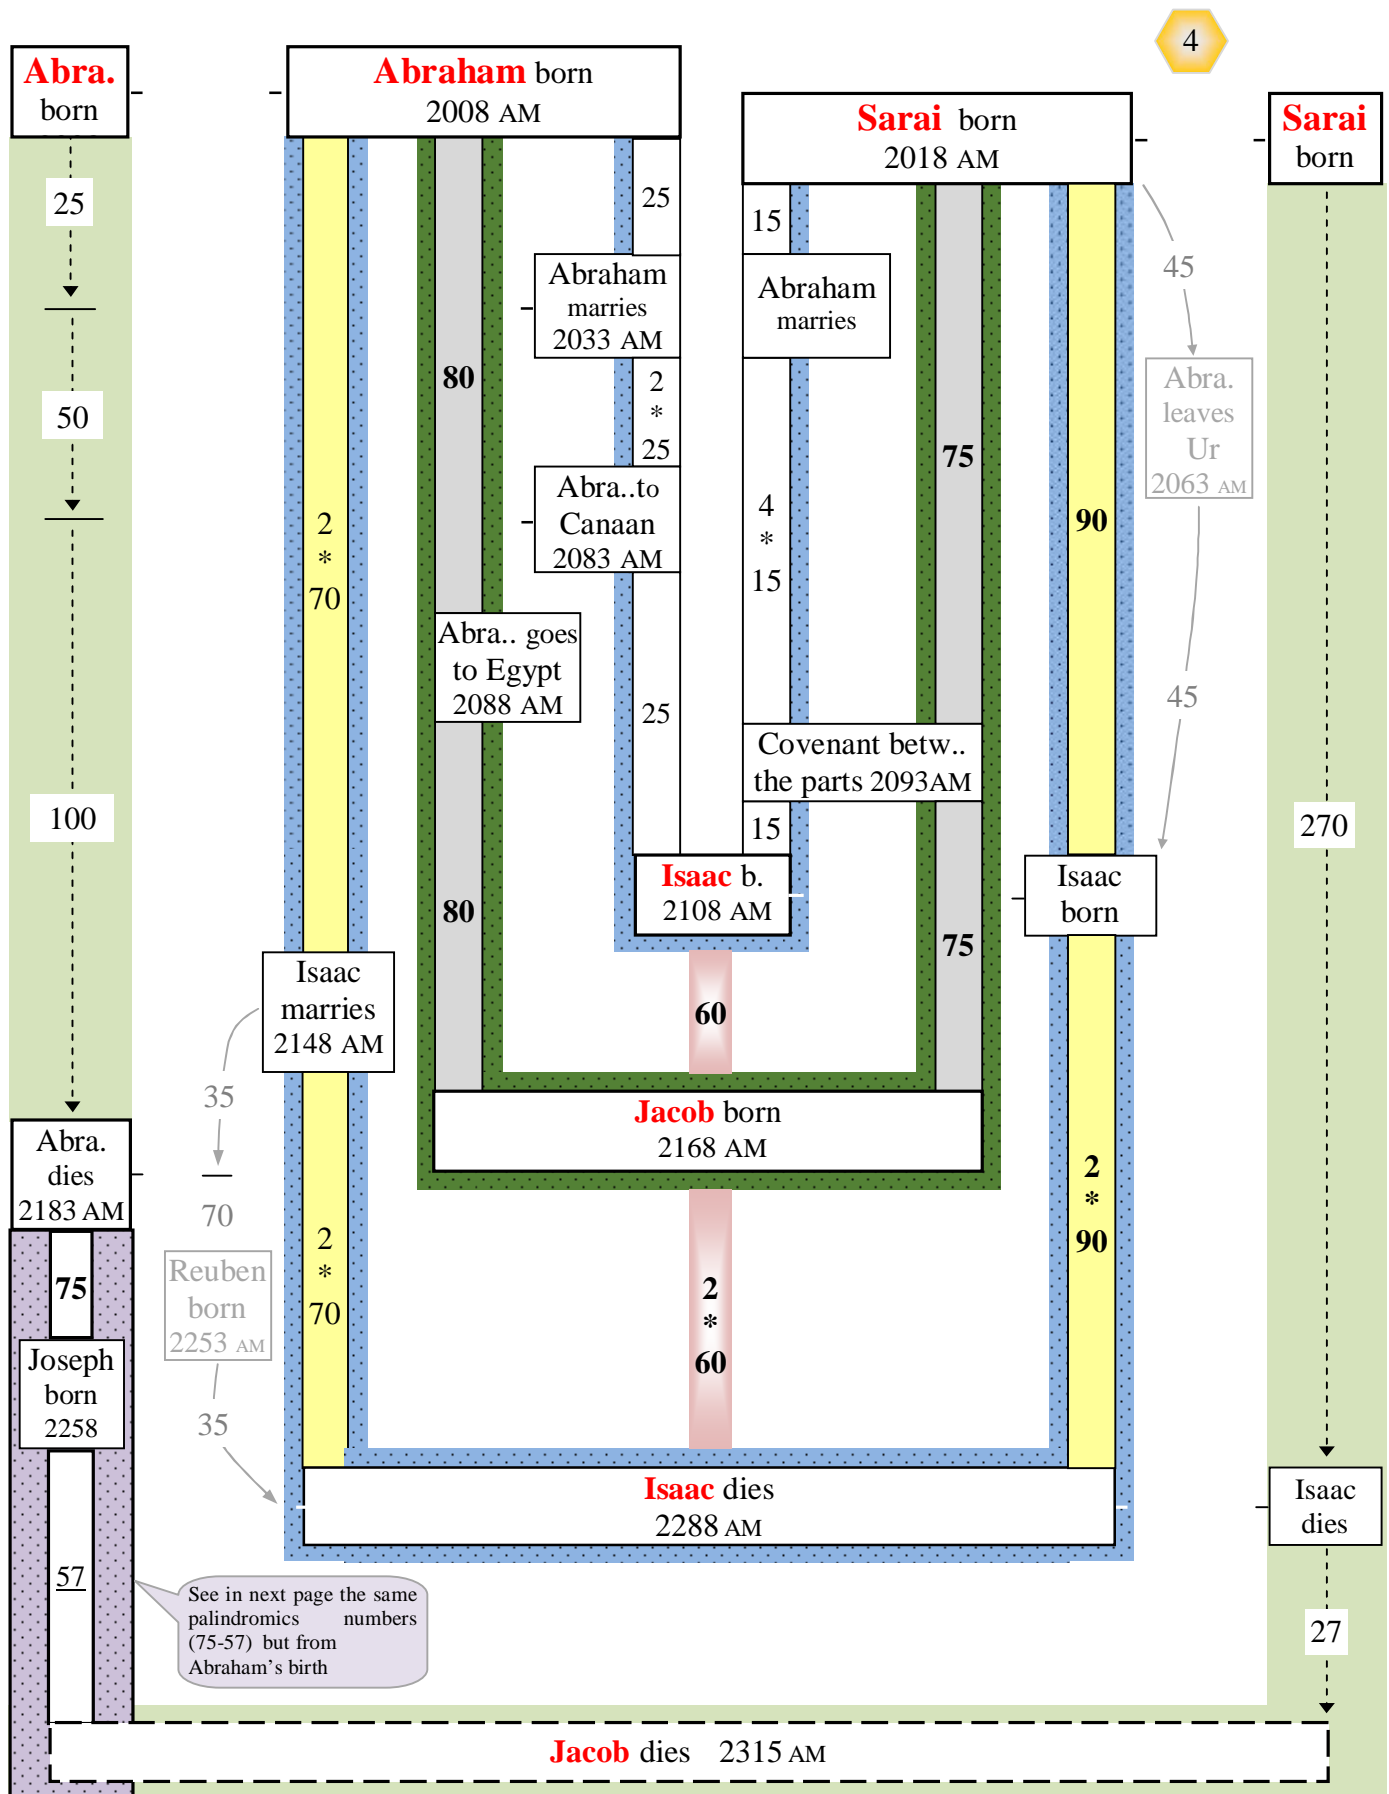 4
Abra.
born
Abraham born
2008 AM
Sarai born
2018 AM
Sarai
born
25
25
15
45
Abraham
marries
2033 AM
Abraham
marries
Abra.
leaves
Ur
2063 AM
50
80
2
*
25
75
Abra..to
Canaan
2083 AM
4
*
15
90
2
*
70
Abra.. goes
to Egypt
2088 AM
25
45
Covenant betw..
the parts 2093AM
100
15
270
Isaac b.
2108 AM
Isaac
born
80
75
Isaac
marries
2148 AM
60
35
Jacob born
2168 AM
Abra.
dies
2183 AM
70
2
*
90
2
*
70
75
Reuben
born
2253 AM
2
*
60
Joseph
born
2258
35
Isaac dies
2288 AM
Isaac
dies
57
See in next page the same
palindromics numbers
(75-57) but from
Abraham's birth
27
Jacob dies 2315 AM